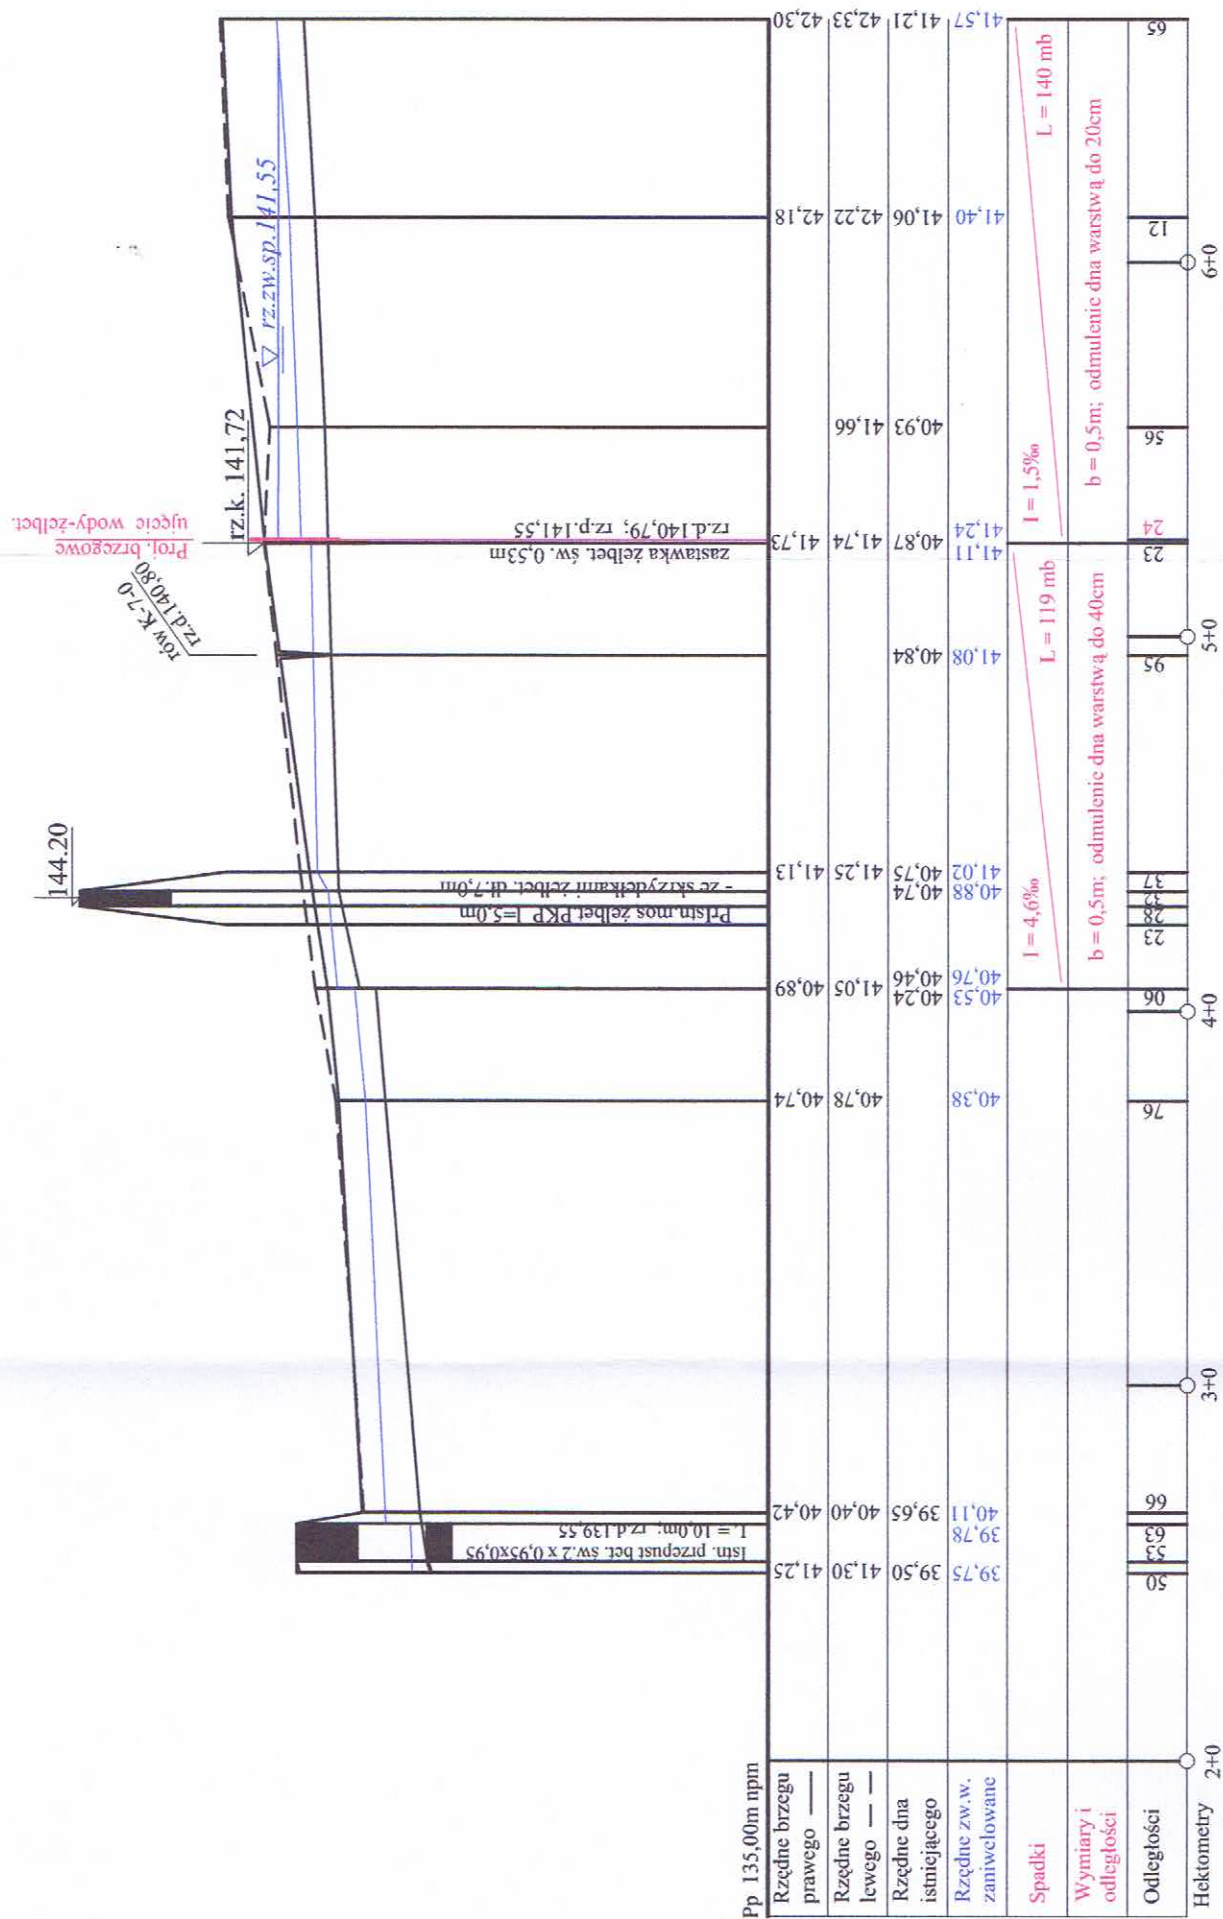 144.20
rów K-7-0
rz.d.140,80
Proj. brzegowe
ujęcie wody-żelbet.
rz.k. 141,72
rz.zw.sp.141,55
Istn. przepust bet. św.2 x 0,95x0,95
L = 10,0m; rz.d.139,55
most żelbet.PKP l=5,0m
- ze skrzydełkami żelbet. dł.7,0m
zastawka żelbet. św. 0,53m
rz.d.140,79; rz.p.141,55
Pp 135,00m npm
Rzędne brzegu
prawego
41,25 40,42 40,74 40,89 41,13 41,73 42,18 42,30
Rzędne brzegu
lewego
41,30 40,40 40,78 41,05 41,25 41,74 41,66 42,22 42,33
Rzędne dna
istniejącego
39,50 39,65 40,24 40,46 40,74 40,75 40,84 40,87 40,93 41,06 41,21
Rzędne zw.w.
zaniwelowane
39,75 39,78 40,11 40,38 40,53 40,76 40,88 41,02 41,08 41,11 41,24 41,40 41,57
Spadki
I = 4,6‰ L = 119 mb I = 1,5‰ L = 140 mb
Wymiary i
odległości
b = 0,5m; odmulenie dna warstwą do 40cm b = 0,5m; odmulenie dna warstwą do 20cm
Odległości
50 53 63 66 76 06 23 28 32 37 95 23 24 56 12 65
Hektometry
2+0 3+0 4+0 5+0 6+0